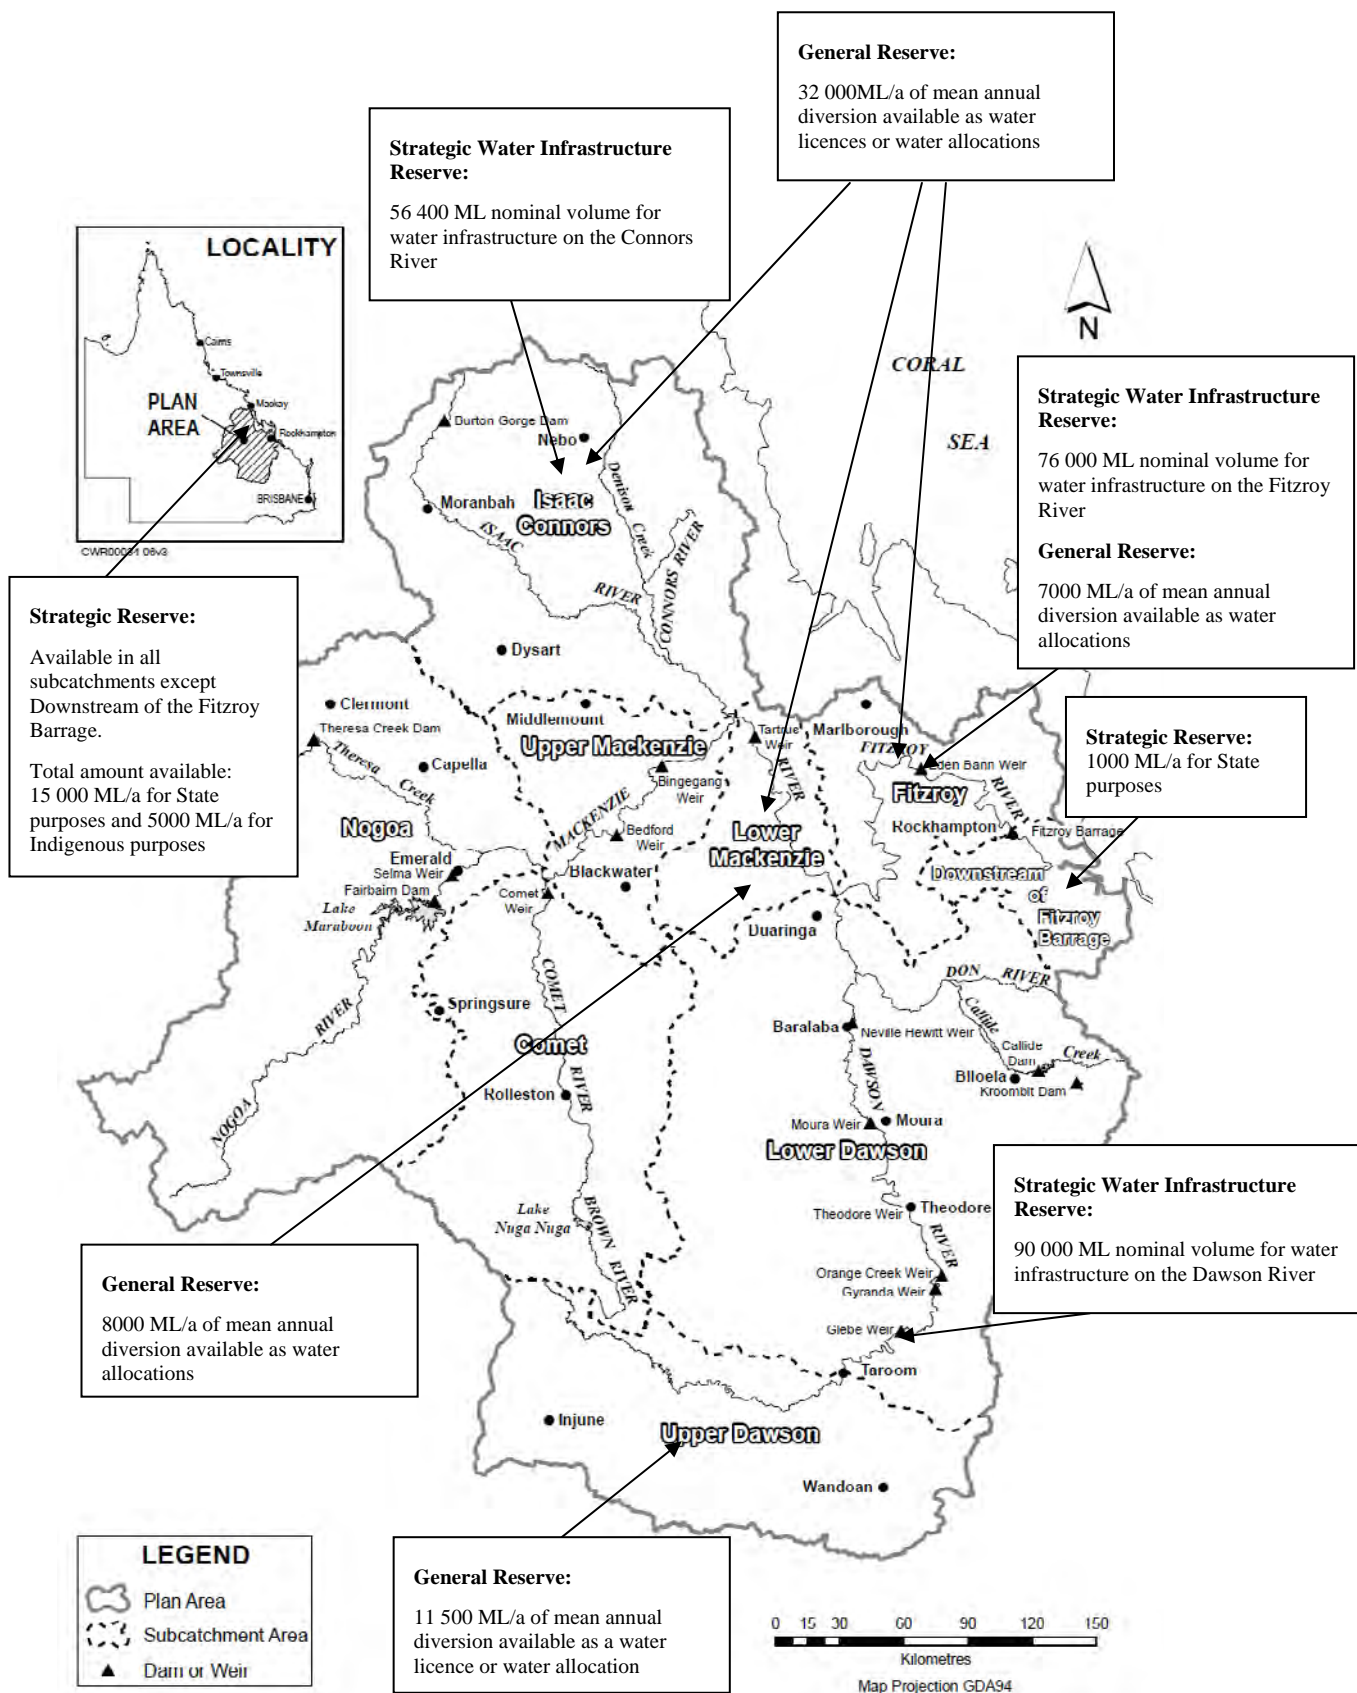 General Reserve:
32 000ML/a of mean annual
diversion available as water
licences or water allocations
Strategic Water Infrastructure
Reserve:
56 400 ML nominal volume for
water infrastructure on the Connors
River
LOCALITY
Cairns
Townsville
Mackay
PLAN
AREA
Rockhampton
BRISBANE
CWR00034 06v3
N
CORAL
SEA
Strategic Water Infrastructure
Reserve:
76 000 ML nominal volume for
water infrastructure on the Fitzroy
River
General Reserve:
7000 ML/a of mean annual
diversion available as water
allocations
Strategic Reserve:
Available in all
subcatchments except
Downstream of the Fitzroy
Barrage.
Total amount available:
15 000 ML/a for State
purposes and 5000 ML/a for
Indigenous purposes
Strategic Reserve:
1000 ML/a for State
purposes
Burton Gorge Dam
Nebo
Denison Creek
Moranbah
Isaac
Connors
ISAAC
RIVER
CONNORS RIVER
Dysart
Clermont
Theresa Creek Dam
Theresa
Creek
Capella
Middlemount
Upper Mackenzie
Tartrus
Weir
RIVER
Bingegang
Weir
MACKENZIE
Bedford
Weir
Marlborough
FITZROY
Eden Bann Weir
Fitzroy
RIVER
Rockhampton
Fitzroy Barrage
Nogoa
Lower
Mackenzie
Emerald
Selma Weir
Fairbairn Dam
Lake
Maraboon
Comet
Weir
Blackwater
Downstream
of
Fitzroy
Barrage
Duaringa
COMET
RIVER
DON RIVER
Callide
Creek
Springsure
Baralaba
Neville Hewitt Weir
Callide
Dam
Biloela
Kroombit Dam
Comet
Rolleston
NOGOA
RIVER
DAWSON
Moura Weir
Moura
Lower Dawson
Lake
Nuga Nuga
BROWN RIVER
Theodore Weir
Theodore
RIVER
Orange Creek Weir
Gyranda Weir
Glebe Weir
Taroom
Strategic Water Infrastructure
Reserve:
90 000 ML nominal volume for water
infrastructure on the Dawson River
General Reserve:
8000 ML/a of mean annual
diversion available as water
allocations
Injune
Upper Dawson
Wandoan
LEGEND
Plan Area
Subcatchment Area
Dam or Weir
General Reserve:
11 500 ML/a of mean annual
diversion available as a water
licence or water allocation
0 15 30 60 90 120 150
Kilometres
Map Projection GDA94